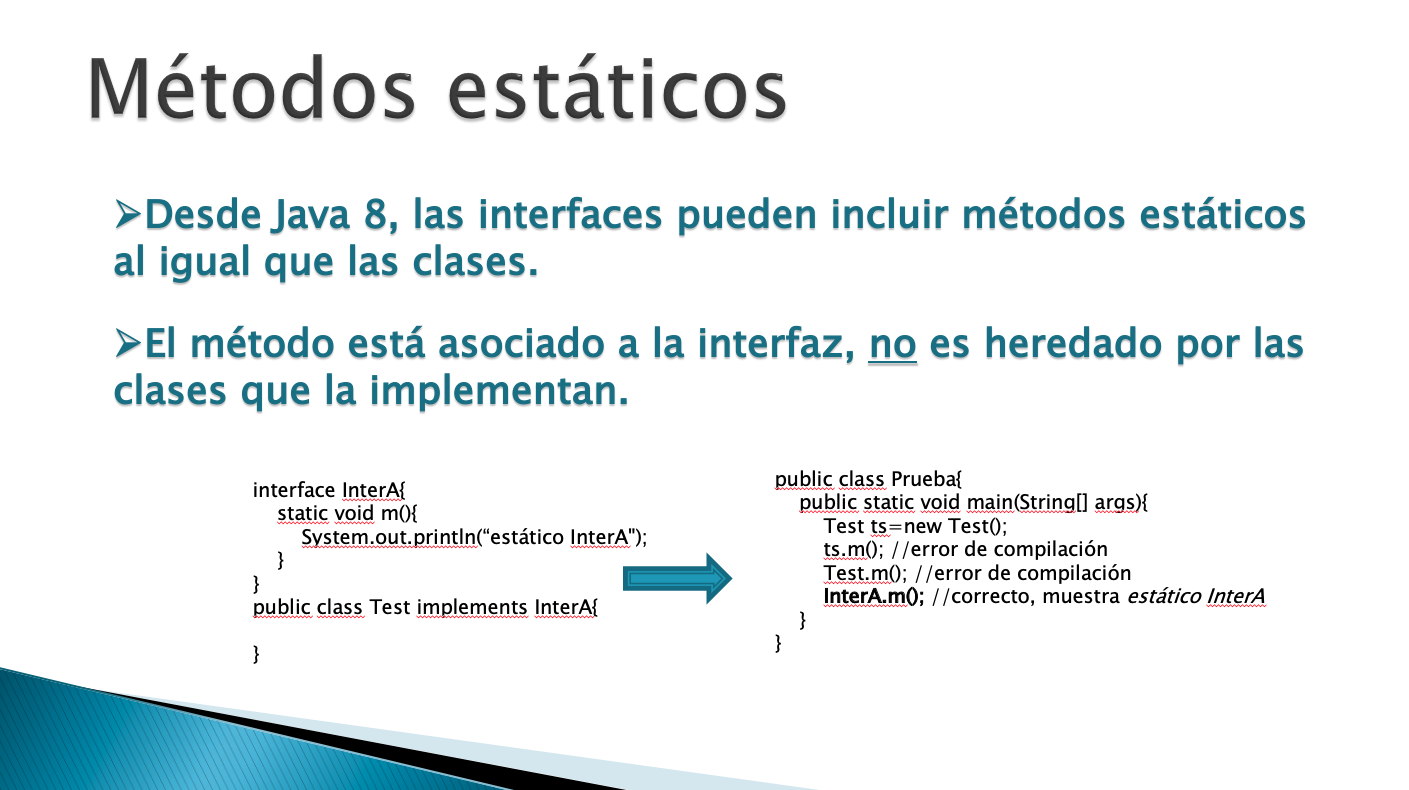 Métodos estáticos
➢Desde Java 8, las interfaces pueden incluir métodos estáticos
al igual que las clases.
➢El método está asociado a la interfaz, no es heredado por las
clases que la implementan.
interface InterA{
static void m(){
System.out.println(“estático InterA");
}
}
public class Test implements InterA{
}
public class Prueba{
public static void main(String[] args){
Test ts=new Test();
ts.m(); //error de compilación
Test.m(); //error de compilación
InterA.m(); //correcto, muestra estático InterA
}
}